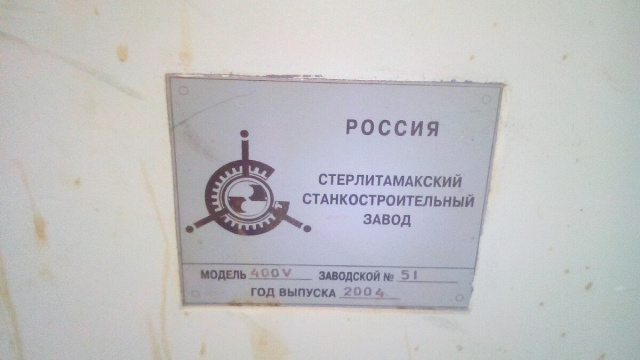 РОССИЯ
СТЕРЛИТАМАКСКИЙ
СТАНКОСТРОИТЕЛЬНЫЙ
ЗАВОД
МОДЕЛЬ 400V ЗАВОДСКОЙ № 51
ГОД ВЫПУСКА 2004